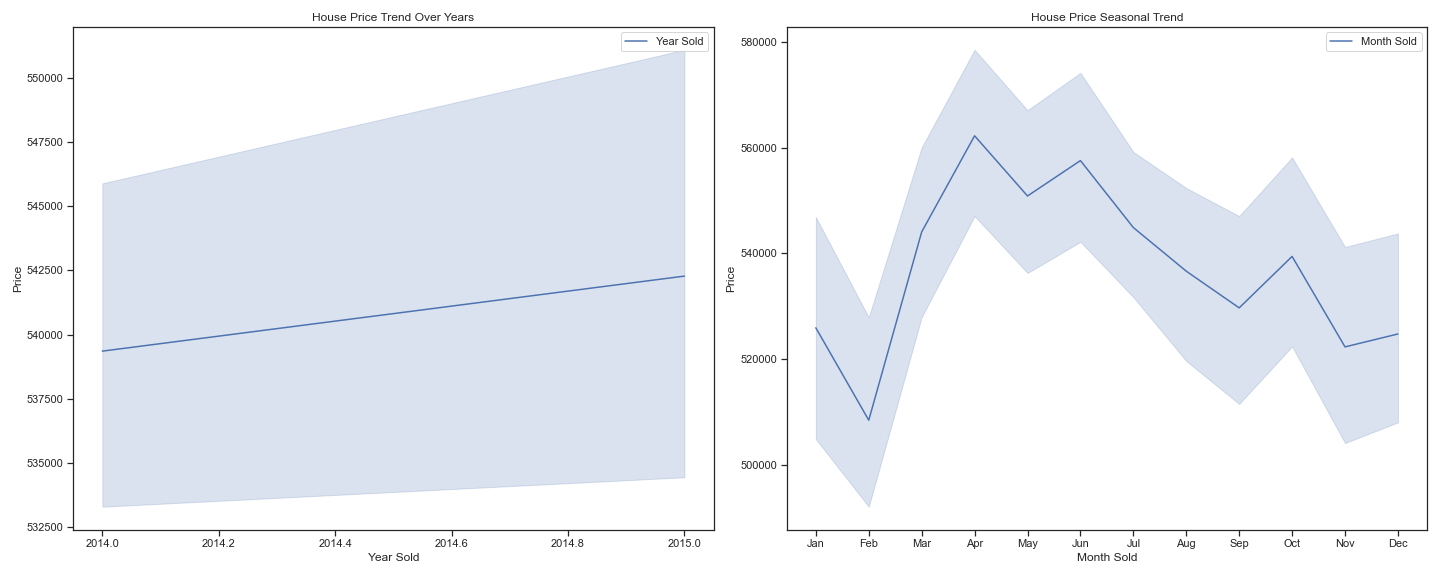 House Price Trend Over Years
Year Sold
550000
547500
545000
542500
540000
537500
535000
532500
Price
2014.0 2014.2 2014.4 2014.6 2014.8 2015.0
Year Sold
House Price Seasonal Trend
Month Sold
580000
560000
540000
520000
500000
Price
Jan Feb Mar Apr May Jun Jul Aug Sep Oct Nov Dec
Month Sold